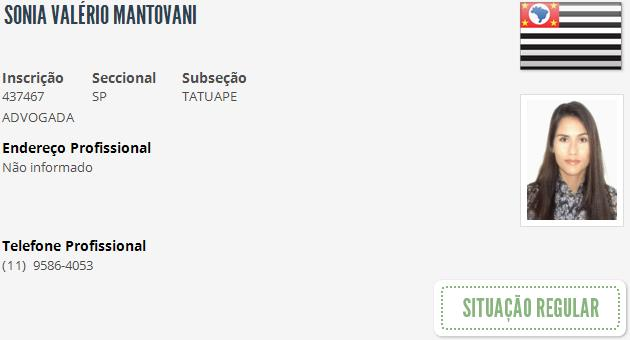 SONIA VALÉRIO MANTOVANI
Inscrição Seccional Subseção
437467 SP TATUAPE
ADVOGADA
Endereço Profissional
Não informado
Telefone Profissional
(11) 9586-4053
SITUAÇÃO REGULAR